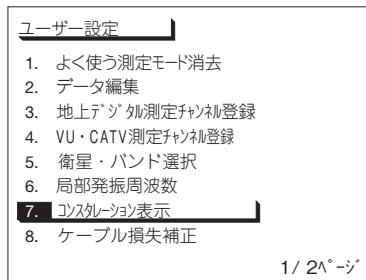 ユーザー設定
1. よく使う測定モード消去
2. データ編集
3. 地上ﾃﾞｼﾞﾀﾙ測定ﾁｬﾝﾈﾙ登録
4. VU・CATV測定ﾁｬﾝﾈﾙ登録
5. 衛星・バンド選択
6. 局部発振周波数
7. ｺﾝｽﾀﾚｰｼｮﾝ表示
8. ケーブル損失補正
1/ 2ﾍﾟｰｼﾞ